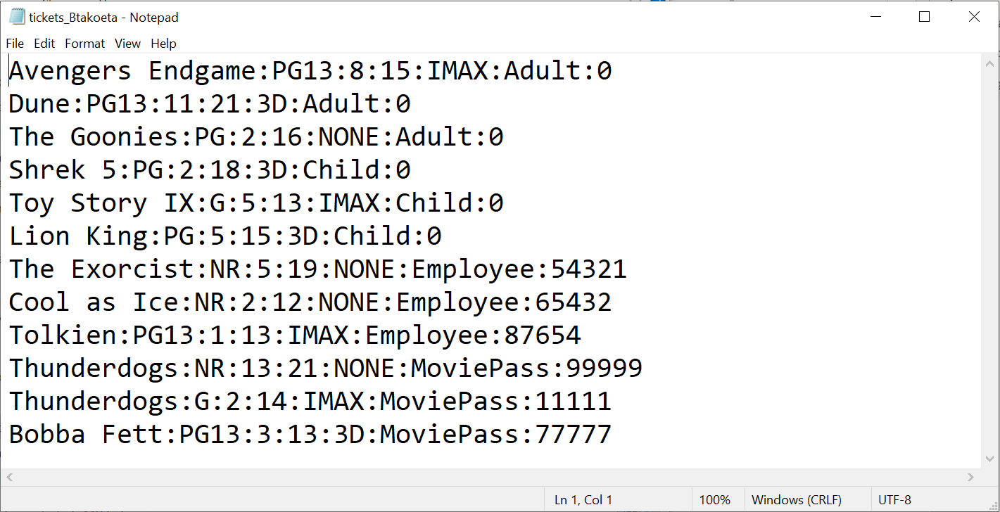 tickets_Btakoeta - Notepad
File Edit Format View Help
Avengers Endgame:PG13:8:15:IMAX:Adult:0
Dune:PG13:11:21:3D:Adult:0
The Goonies:PG:2:16:NONE:Adult:0
Shrek 5:PG:2:18:3D:Child:0
Toy Story IX:G:5:13:IMAX:Child:0
Lion King:PG:5:15:3D:Child:0
The Exorcist:NR:5:19:NONE:Employee:54321
Cool as Ice:NR:2:12:NONE:Employee:65432
Tolkien:PG13:1:13:IMAX:Employee:87654
Thunderdogs:NR:13:21:NONE:MoviePass:99999
Thunderdogs:G:2:14:IMAX:MoviePass:11111
Bobba Fett:PG13:3:13:3D:MoviePass:77777
Ln 1, Col 1 100% Windows (CRLF) UTF-8